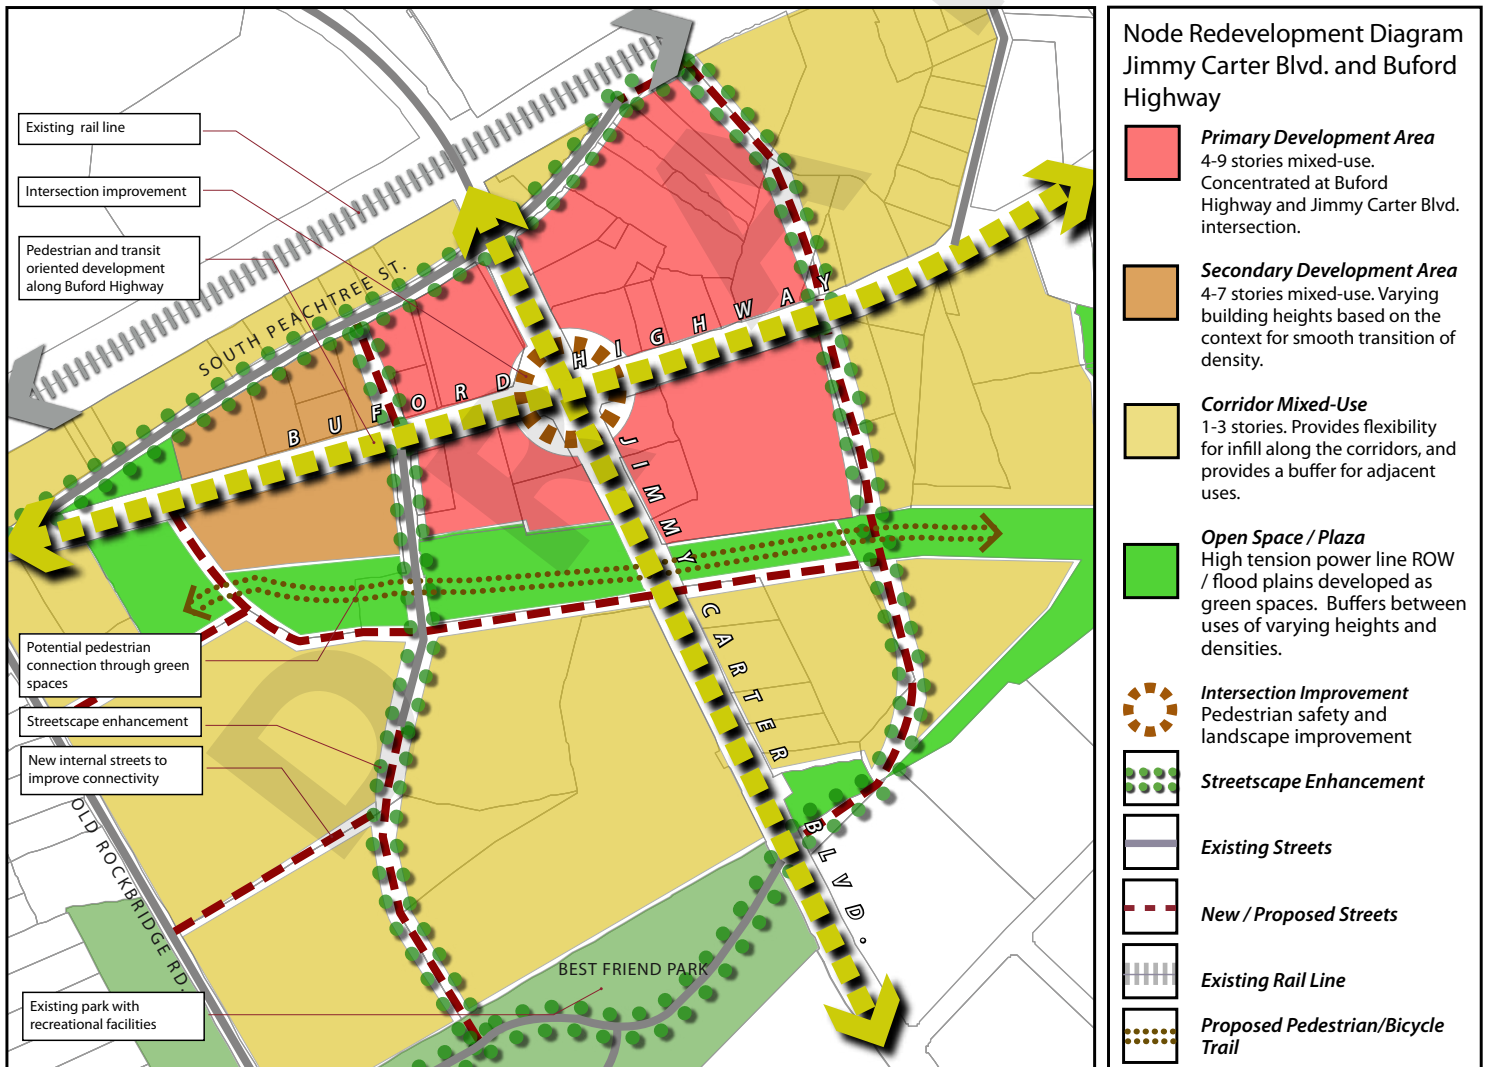 Existing rail line
Intersection improvement
Pedestrian and transit
oriented development
along Buford Highway
SOUTH PEACHTREE ST.
BUFORD HIGHWAY
JIMMY CARTER BLVD.
Potential pedestrian
connection through green
spaces
Streetscape enhancement
New internal streets to
improve connectivity
OLD ROCKBRIDGE RD.
BEST FRIEND PARK
Existing park with
recreational facilities
DRA
Node Redevelopment Diagram
Jimmy Carter Blvd. and Buford
Highway
Primary Development Area
4-9 stories mixed-use.
Concentrated at Buford
Highway and Jimmy Carter Blvd.
intersection.
Secondary Development Area
4-7 stories mixed-use. Varying
building heights based on the
context for smooth transition of
density.
Corridor Mixed-Use
1-3 stories. Provides flexibility
for infill along the corridors, and
provides a buffer for adjacent
uses.
Open Space / Plaza
High tension power line ROW
/ flood plains developed as
green spaces. Buffers between
uses of varying heights and
densities.
Intersection Improvement
Pedestrian safety and
landscape improvement
Streetscape Enhancement
Existing Streets
New / Proposed Streets
Existing Rail Line
Proposed Pedestrian/Bicycle
Trail